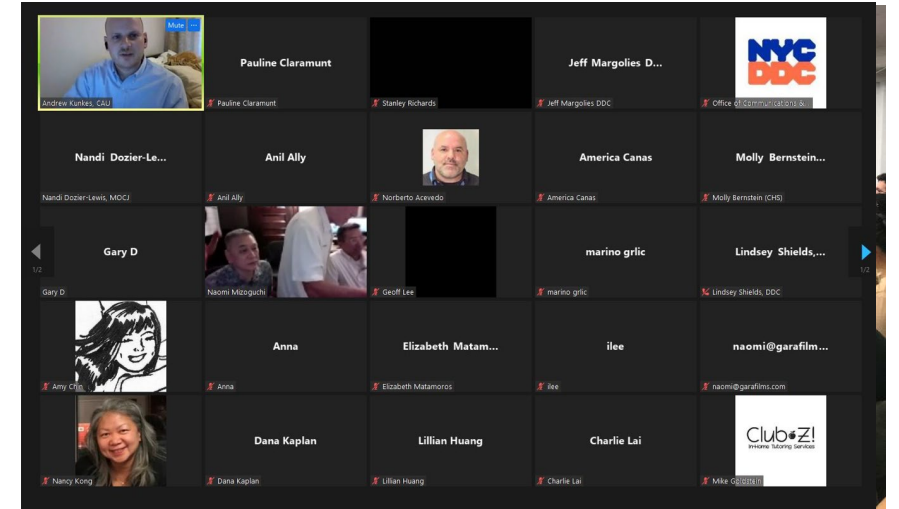 Mute ...
Andrew Kunkes, CAU
Pauline Claramunt
Pauline Claramunt
Stanley Richards
Jeff Margolies D...
Jeff Margolies DDC
NYC
DDC
Office of Communications &...
Nandi Dozier-Le...
Nandi Dozier-Lewis, MOCJ
Anil Ally
Anil Ally
Norberto Acevedo
America Canas
America Canas
Molly Bernstein...
Molly Bernstein (CHS)
1/2
Gary D
Gary D
Naomi Mizoguchi
Geoff Lee
marino grlic
marino grlic
Lindsey Shields,...
Lindsey Shields, DDC
1/2
Amy Chin
Anna
Anna
Elizabeth Matam...
Elizabeth Matamoros
ilee
ilee
naomi@garafilm...
naomi@garafilms.com
Nancy Kong
Dana Kaplan
Dana Kaplan
Lillian Huang
Lillian Huang
Charlie Lai
Charlie Lai
Club Z!
In-Home Tutoring Services
Mike Goldstein